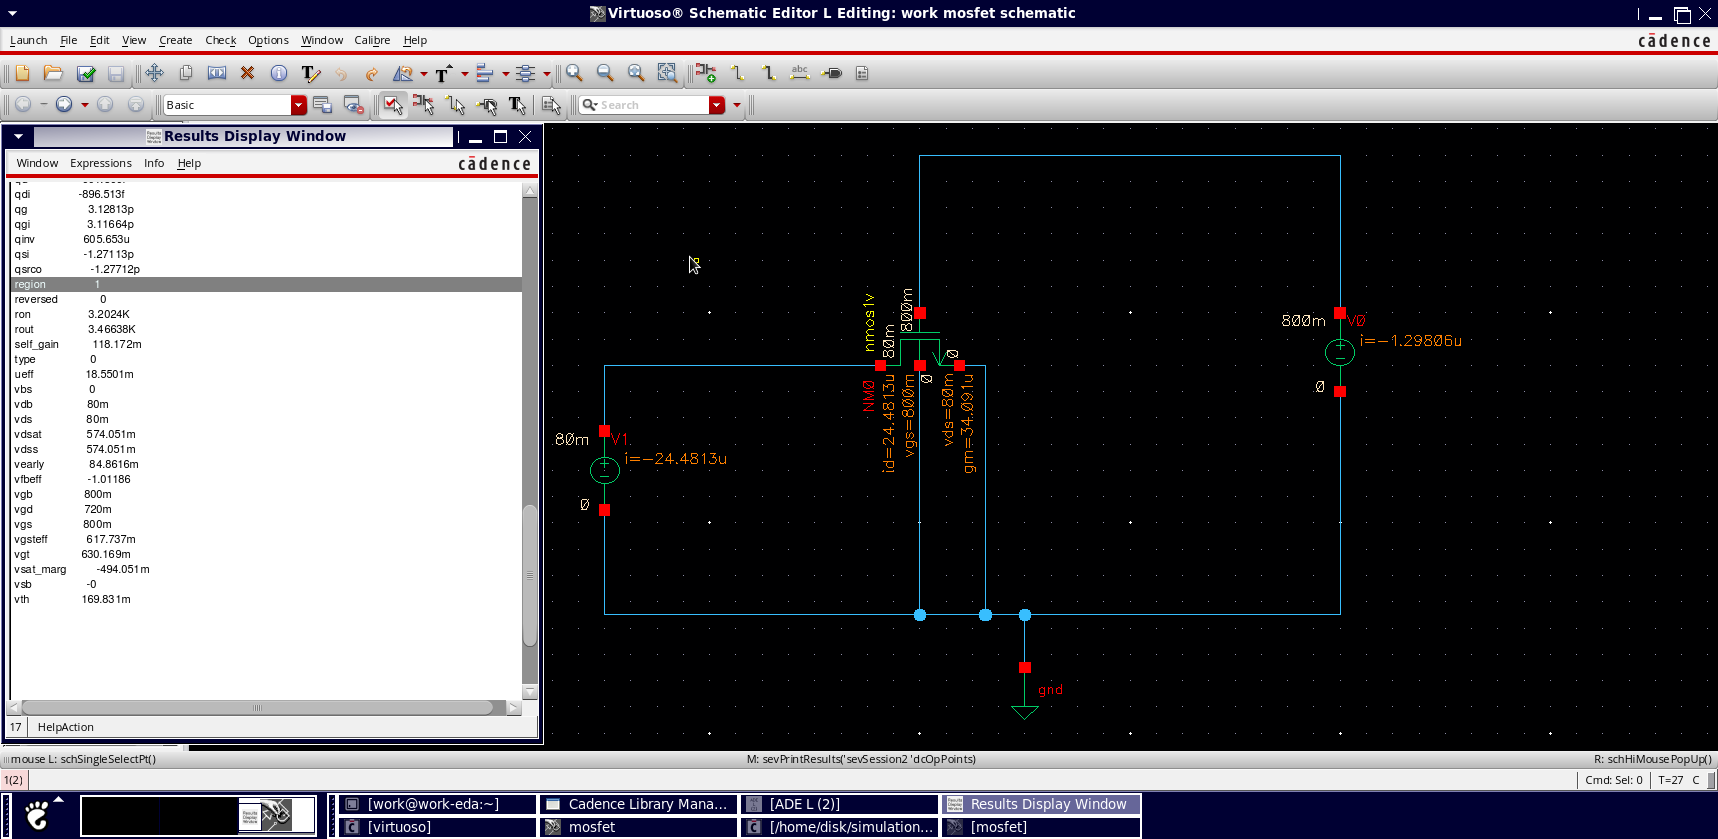 Virtuoso® Schematic Editor L Editing: work mosfet schematic
Launch File Edit View Create Check Options Window Calibre Help
cādence
Basic
Search
Results Display Window
Window Expressions Info Help
cādence
qdi -896.513f
qg 3.12813p
qgi 3.11664p
qinv 605.653u
qsi -1.27113p
qsrco -1.27712p
region 1
reversed 0
ron 3.2024K
rout 3.46638K
self_gain 118.172m
type 0
ueff 18.5501m
vbs 0
vdb 80m
vds 80m
vdsat 574.051m
vdss 574.051m
vearly 84.8616m
vfbeff -1.01186
vgb 800m
vgd 720m
vgs 800m
vgsteff 617.737m
vgt 630.169m
vsat_marg -494.051m
vsb -0
vth 169.831m
17 HelpAction
nmos1v
800m
80m
0
0
NM0
id=24.4813u
vgs=800m
vds=80m
gm=34.091u
800m V0
i=-1.29806u
0
80m V1
i=-24.4813u
0
gnd
mouse L: schSingleSelectPt()
M: sevPrintResults('sevSession2 'dcOpPoints)
R: schHiMousePopUp()
1(2)
Cmd: Sel: 0
T=27 C
[work@work-eda:~]
Cadence Library Mana...
[ADE L (2)]
Results Display Window
[virtuoso]
mosfet
[/home/disk/simulation...
[mosfet]